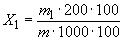 X₁ = (m₁ · 200 · 100) / (m · 1000 · 100)